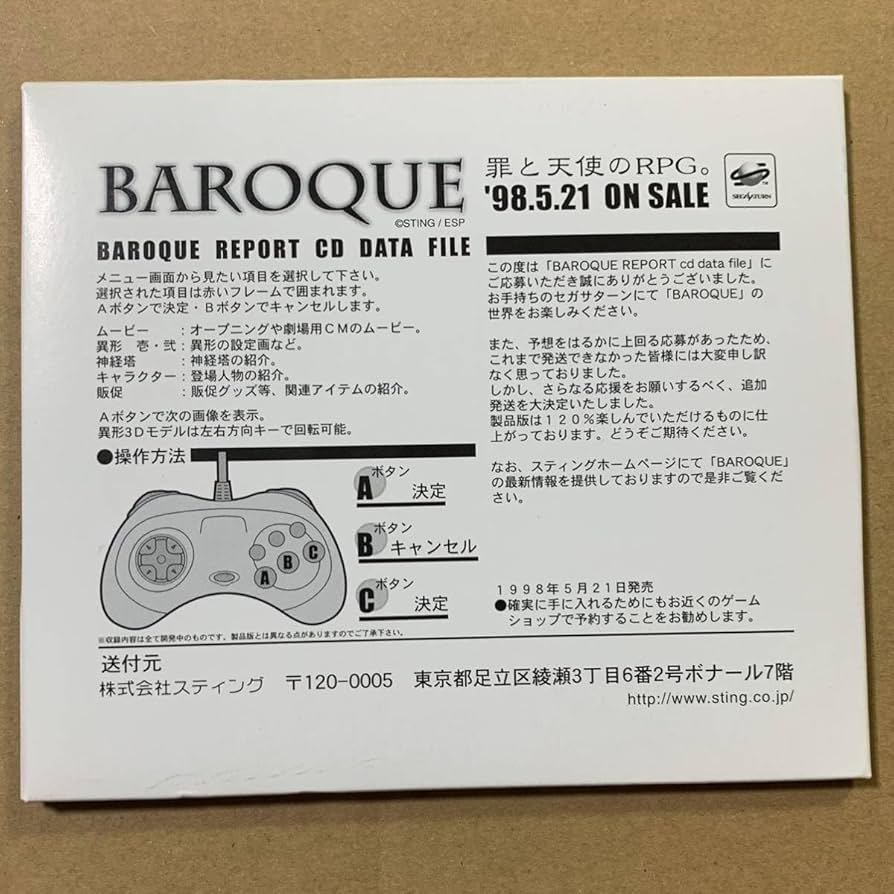 BAROQUE
©STING / ESP
罪と天使のRPG。
'98.5.21 ON SALE
SEGA SATURN
TM
BAROQUE REPORT CD DATA FILE
メニュー画面から見たい項目を選択して下さい。
選択された項目は赤いフレームで囲まれます。
Aボタンで決定・Bボタンでキャンセルします。
ムービー :オープニングや劇場用CMのムービー。
異形 壱・弐:異形の設定画など。
神経塔 :神経塔の紹介。
キャラクター:登場人物の紹介。
販促 :販促グッズ等、関連アイテムの紹介。
Aボタンで次の画像を表示。
異形3Dモデルは左右方向キーで回転可能。
●操作方法
A B C
Aボタン 決定
Bボタン キャンセル
Cボタン 決定
※収録内容は全て開発中のものです。製品版とは異なる点がありますのでご了承下さい。
この度は「BAROQUE REPORT cd data file」に
ご応募いただき誠にありがとうございました。
お手持ちのセガサターンにて「BAROQUE」の
世界をお楽しみください。
また、予想をはるかに上回る応募があったため、
これまで発送できなかった皆様には大変申し訳
なく思っておりました。
しかし、さらなる応援をお願いするべく、追加
発送を大決定いたしました。
製品版は120%楽しんでいただけるものに仕
上がっております。どうぞご期待ください。
なお、スティングホームページにて「BAROQUE」
の最新情報を提供しておりますので是非ご覧くだ
さい。
1998年5月21日発売
●確実に手に入れるためにもお近くのゲーム
ショップで予約することをお勧めします。
送付元
株式会社スティング 〒120-0005 東京都足立区綾瀬3丁目6番2号ボナール7階
http://www.sting.co.jp/